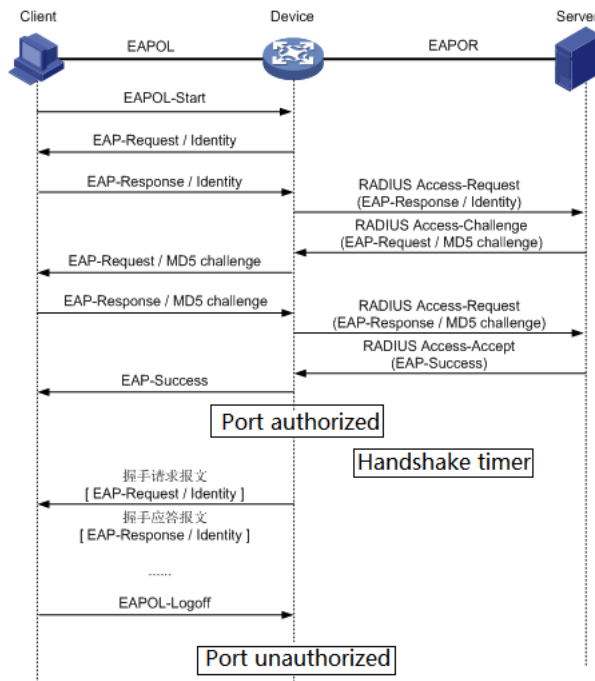 Client
Device
Server
EAPOL
EAPOR
EAPOL-Start
EAP-Request / Identity
EAP-Response / Identity
RADIUS Access-Request
(EAP-Response / Identity)
RADIUS Access-Challenge
(EAP-Request / MD5 challenge)
EAP-Request / MD5 challenge
EAP-Response / MD5 challenge
RADIUS Access-Request
(EAP-Response / MD5 challenge)
RADIUS Access-Accept
(EAP-Success)
EAP-Success
Port authorized
Handshake timer
握手请求报文
[ EAP-Request / Identity ]
握手应答报文
[ EAP-Response / Identity ]
......
EAPOL-Logoff
Port unauthorized